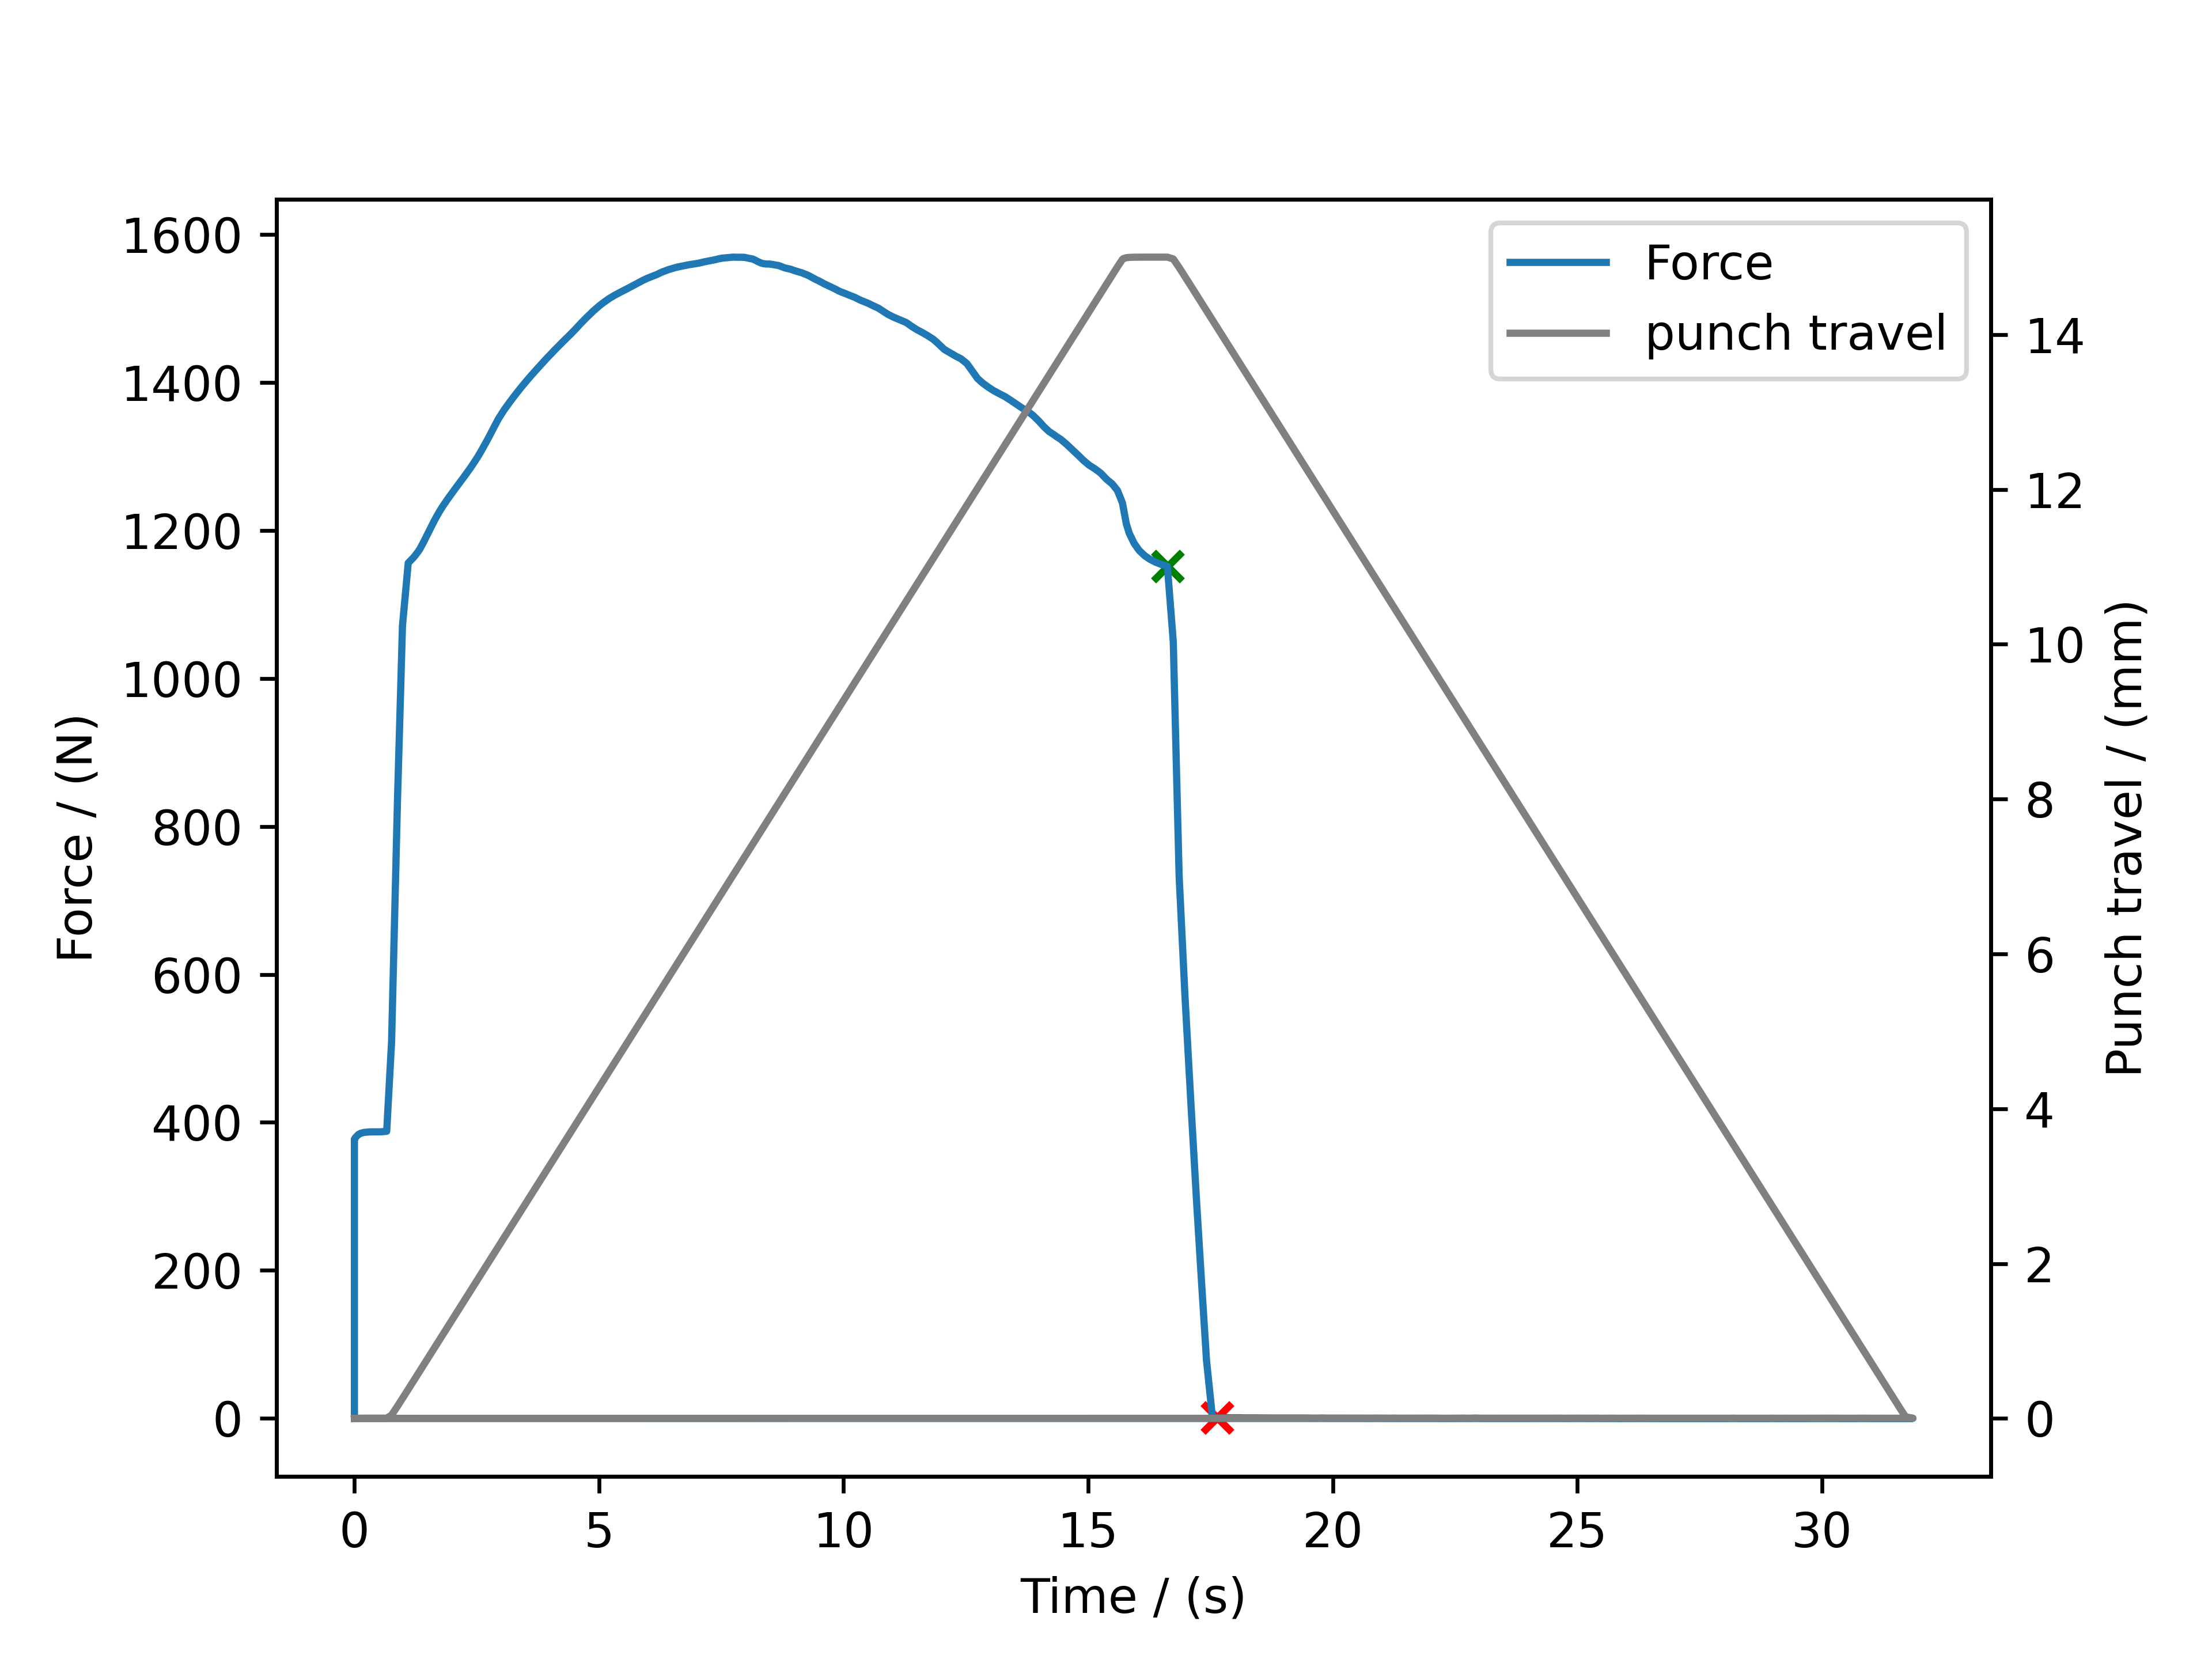 Force
punch travel
1600
1400
1200
1000
800
600
400
200
0
Force / (N)
14
12
10
8
6
4
2
0
Punch travel / (mm)
0 5 10 15 20 25 30
Time / (s)